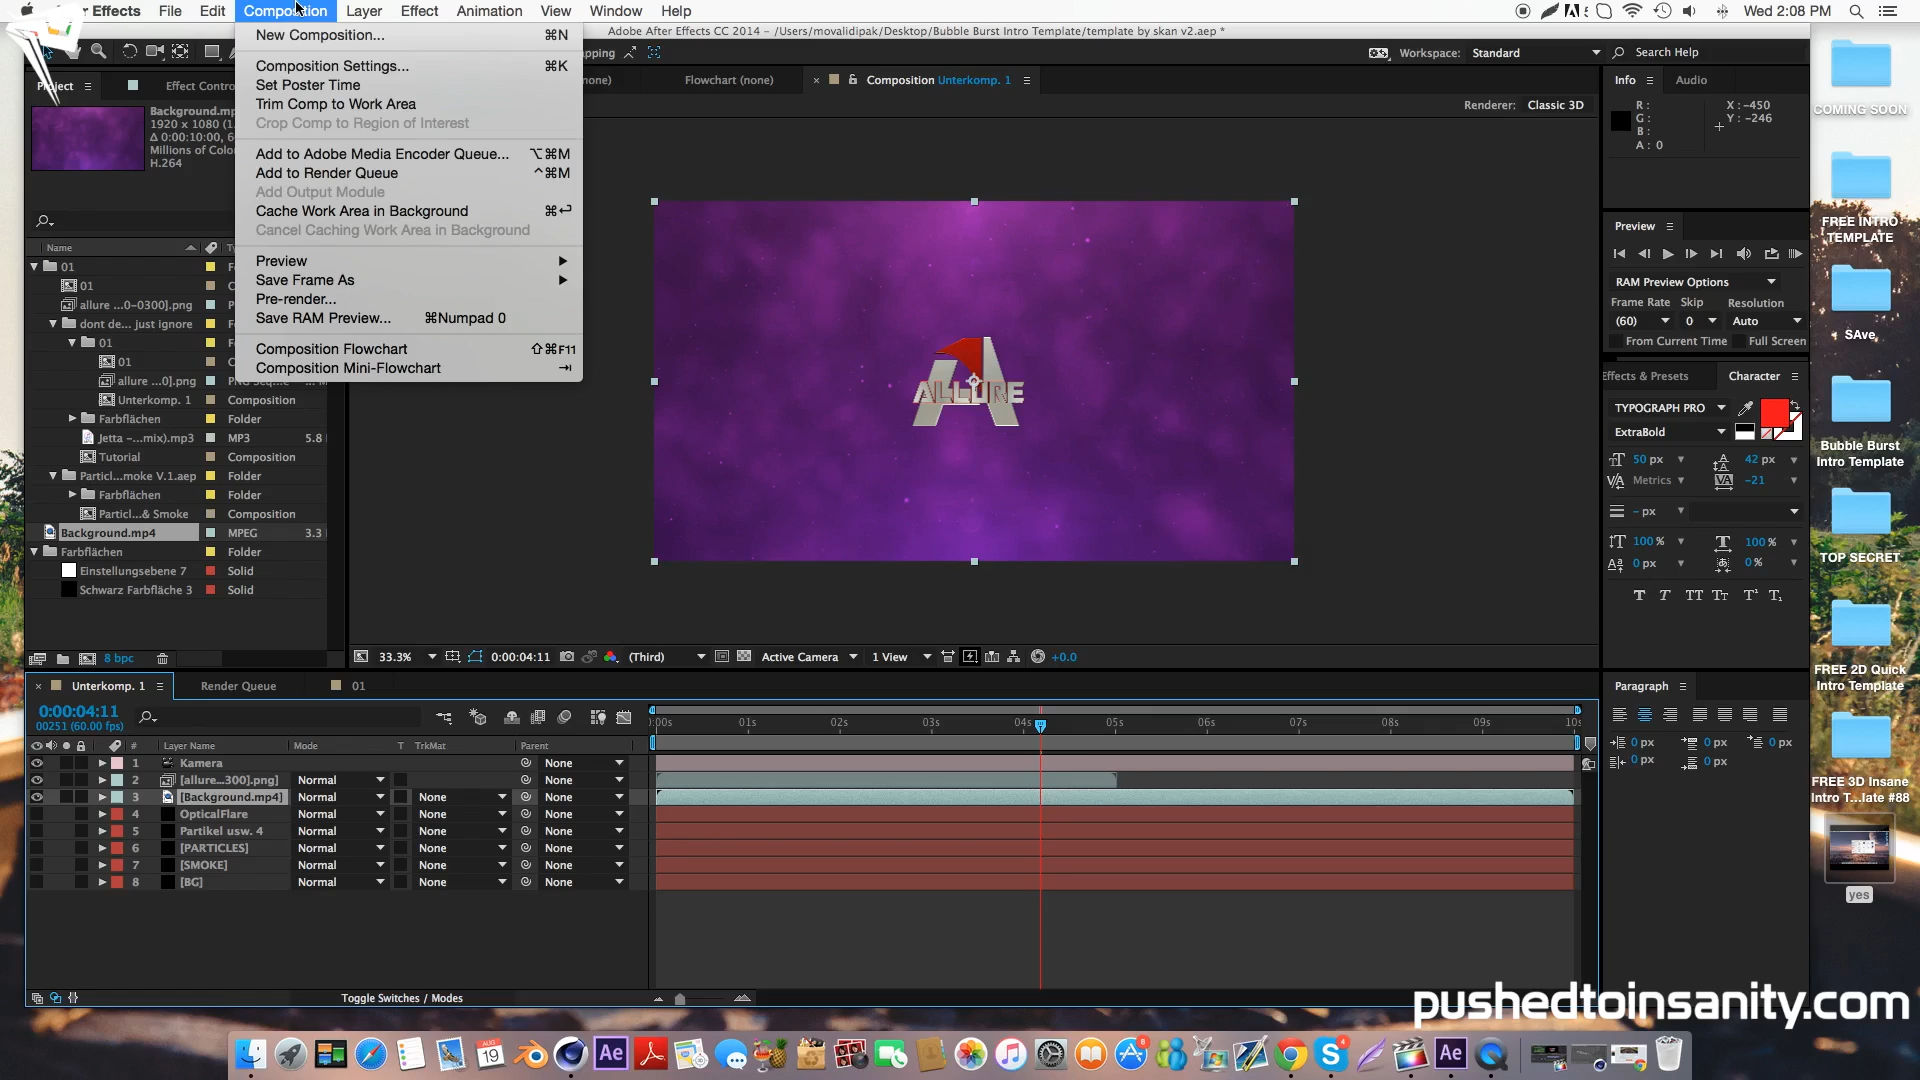 After Effects File Edit Composition Layer Effect Animation View Window Help Wed 2:08 PM
Adobe After Effects CC 2014 - /Users/movalidipak/Desktop/Bubble Burst Intro Template/template by skan v2.aep *
Workspace: Standard Search Help
Project Effect Contro Flowchart (none) Composition Unterkomp. 1
Renderer: Classic 3D
New Composition... ⌘N
Composition Settings... ⌘K
Set Poster Time
Trim Comp to Work Area
Crop Comp to Region of Interest
Add to Adobe Media Encoder Queue... ⌥⌘M
Add to Render Queue ^⌘M
Add Output Module
Cache Work Area in Background ⌘↩
Cancel Caching Work Area in Background
Preview
Save Frame As
Pre-render...
Save RAM Preview... ⌘Numpad 0
Composition Flowchart ⇧⌘F11
Composition Mini-Flowchart
Background.mp
1920 x 1080 (1.
Δ 0:00:10:00, 6
Millions of Colo
H.264
Name
01
01
allure ...0-0300].png
dont de... just ignore
01
01
allure ...0].png
Unterkomp. 1 Composition
Farbflächen Folder
Jetta -...mix).mp3 MP3 5.8
Tutorial Composition
Particl...moke V.1.aep Folder
Farbflächen Folder
Particl...& Smoke Composition
Background.mp4 MPEG 3.3
Farbflächen Folder
Einstellungsebene 7 Solid
Schwarz Farbfläche 3 Solid
8 bpc
ALLURE
33.3% 0:00:04:11 (Third) Active Camera 1 View +0.0
Info Audio
R: X: -450
G: Y: -246
B:
A: 0
Preview
RAM Preview Options
Frame Rate Skip Resolution
(60) 0 Auto
From Current Time Full Screen
Effects & Presets Character
TYPOGRAPH PRO
ExtraBold
50 px 42 px
Metrics -21
- px
100 % 100 %
0 px 0 %
Paragraph
0 px 0 px 0 px
0 px 0 px
Unterkomp. 1 Render Queue 01
0:00:04:11
00251 (60.00 fps)
:00s 01s 02s 03s 04s 05s 06s 07s 08s 09s 10s
# Layer Name Mode T TrkMat Parent
1 Kamera None
2 [allure...300].png] Normal None
3 [Background.mp4] Normal None None
4 OpticalFlare Normal None None
5 Partikel usw. 4 Normal None None
6 [PARTICLES] Normal None None
7 [SMOKE] Normal None None
8 [BG] Normal None None
Toggle Switches / Modes
COMING SOON
FREE INTRO
TEMPLATE
SAve
Bubble Burst
Intro Template
TOP SECRET
FREE 2D Quick
Intro Template
FREE 3D Insane
Intro T...late #88
yes
pushedtoinsanity.com